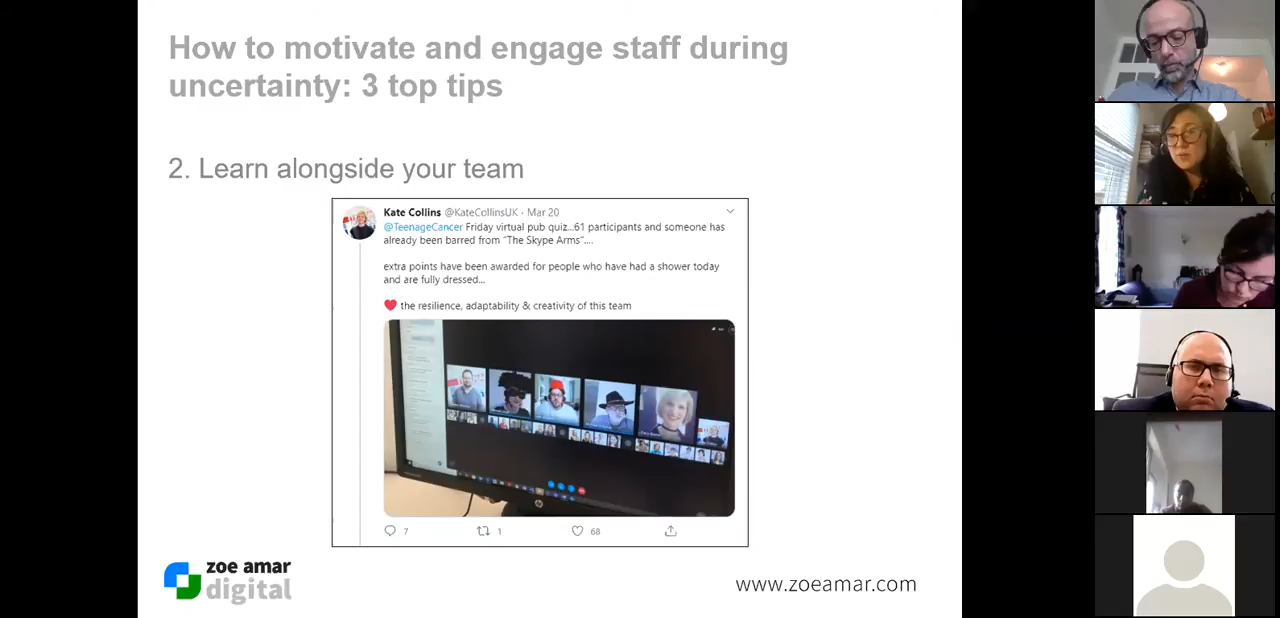 How to motivate and engage staff during
uncertainty: 3 top tips
2. Learn alongside your team
Kate Collins @KateCollinsUK · Mar 20
@TeenageCancer Friday virtual pub quiz...61 participants and someone has
already been barred from "The Skype Arms"....
extra points have been awarded for people who have had a shower today
and are fully dressed...
❤️ the resilience, adaptability & creativity of this team
7 1 68
zoe amar
digital
www.zoeamar.com